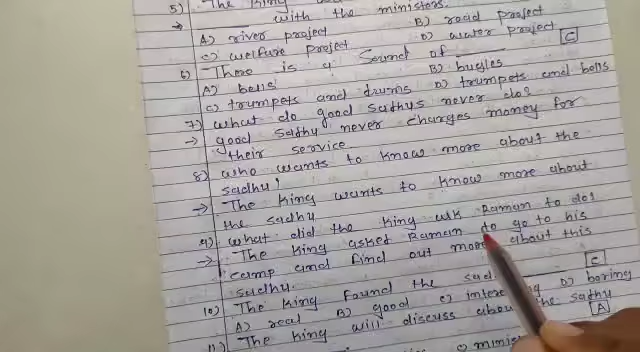 5) The King
with the ministers.
A) river project B) road project
c) welfare project D) water project C
6) There is a Sound of
A) bells B) bugles
c) trumpets and drums D) trumpets and bells
7) what do good sadhys never do?
→ good sadhy never charges money for
their service
8) who wants to know more about the
sadhu?
→ The King wants to know more about
the sadhu
9) what did the King ask Raman to do?
→ The King asked Raman to go to his
camp and find out more about this
sadhu.
10) The King found the c
A) real B) good c) D) boring
11) The King will discuss about the sadhu
A